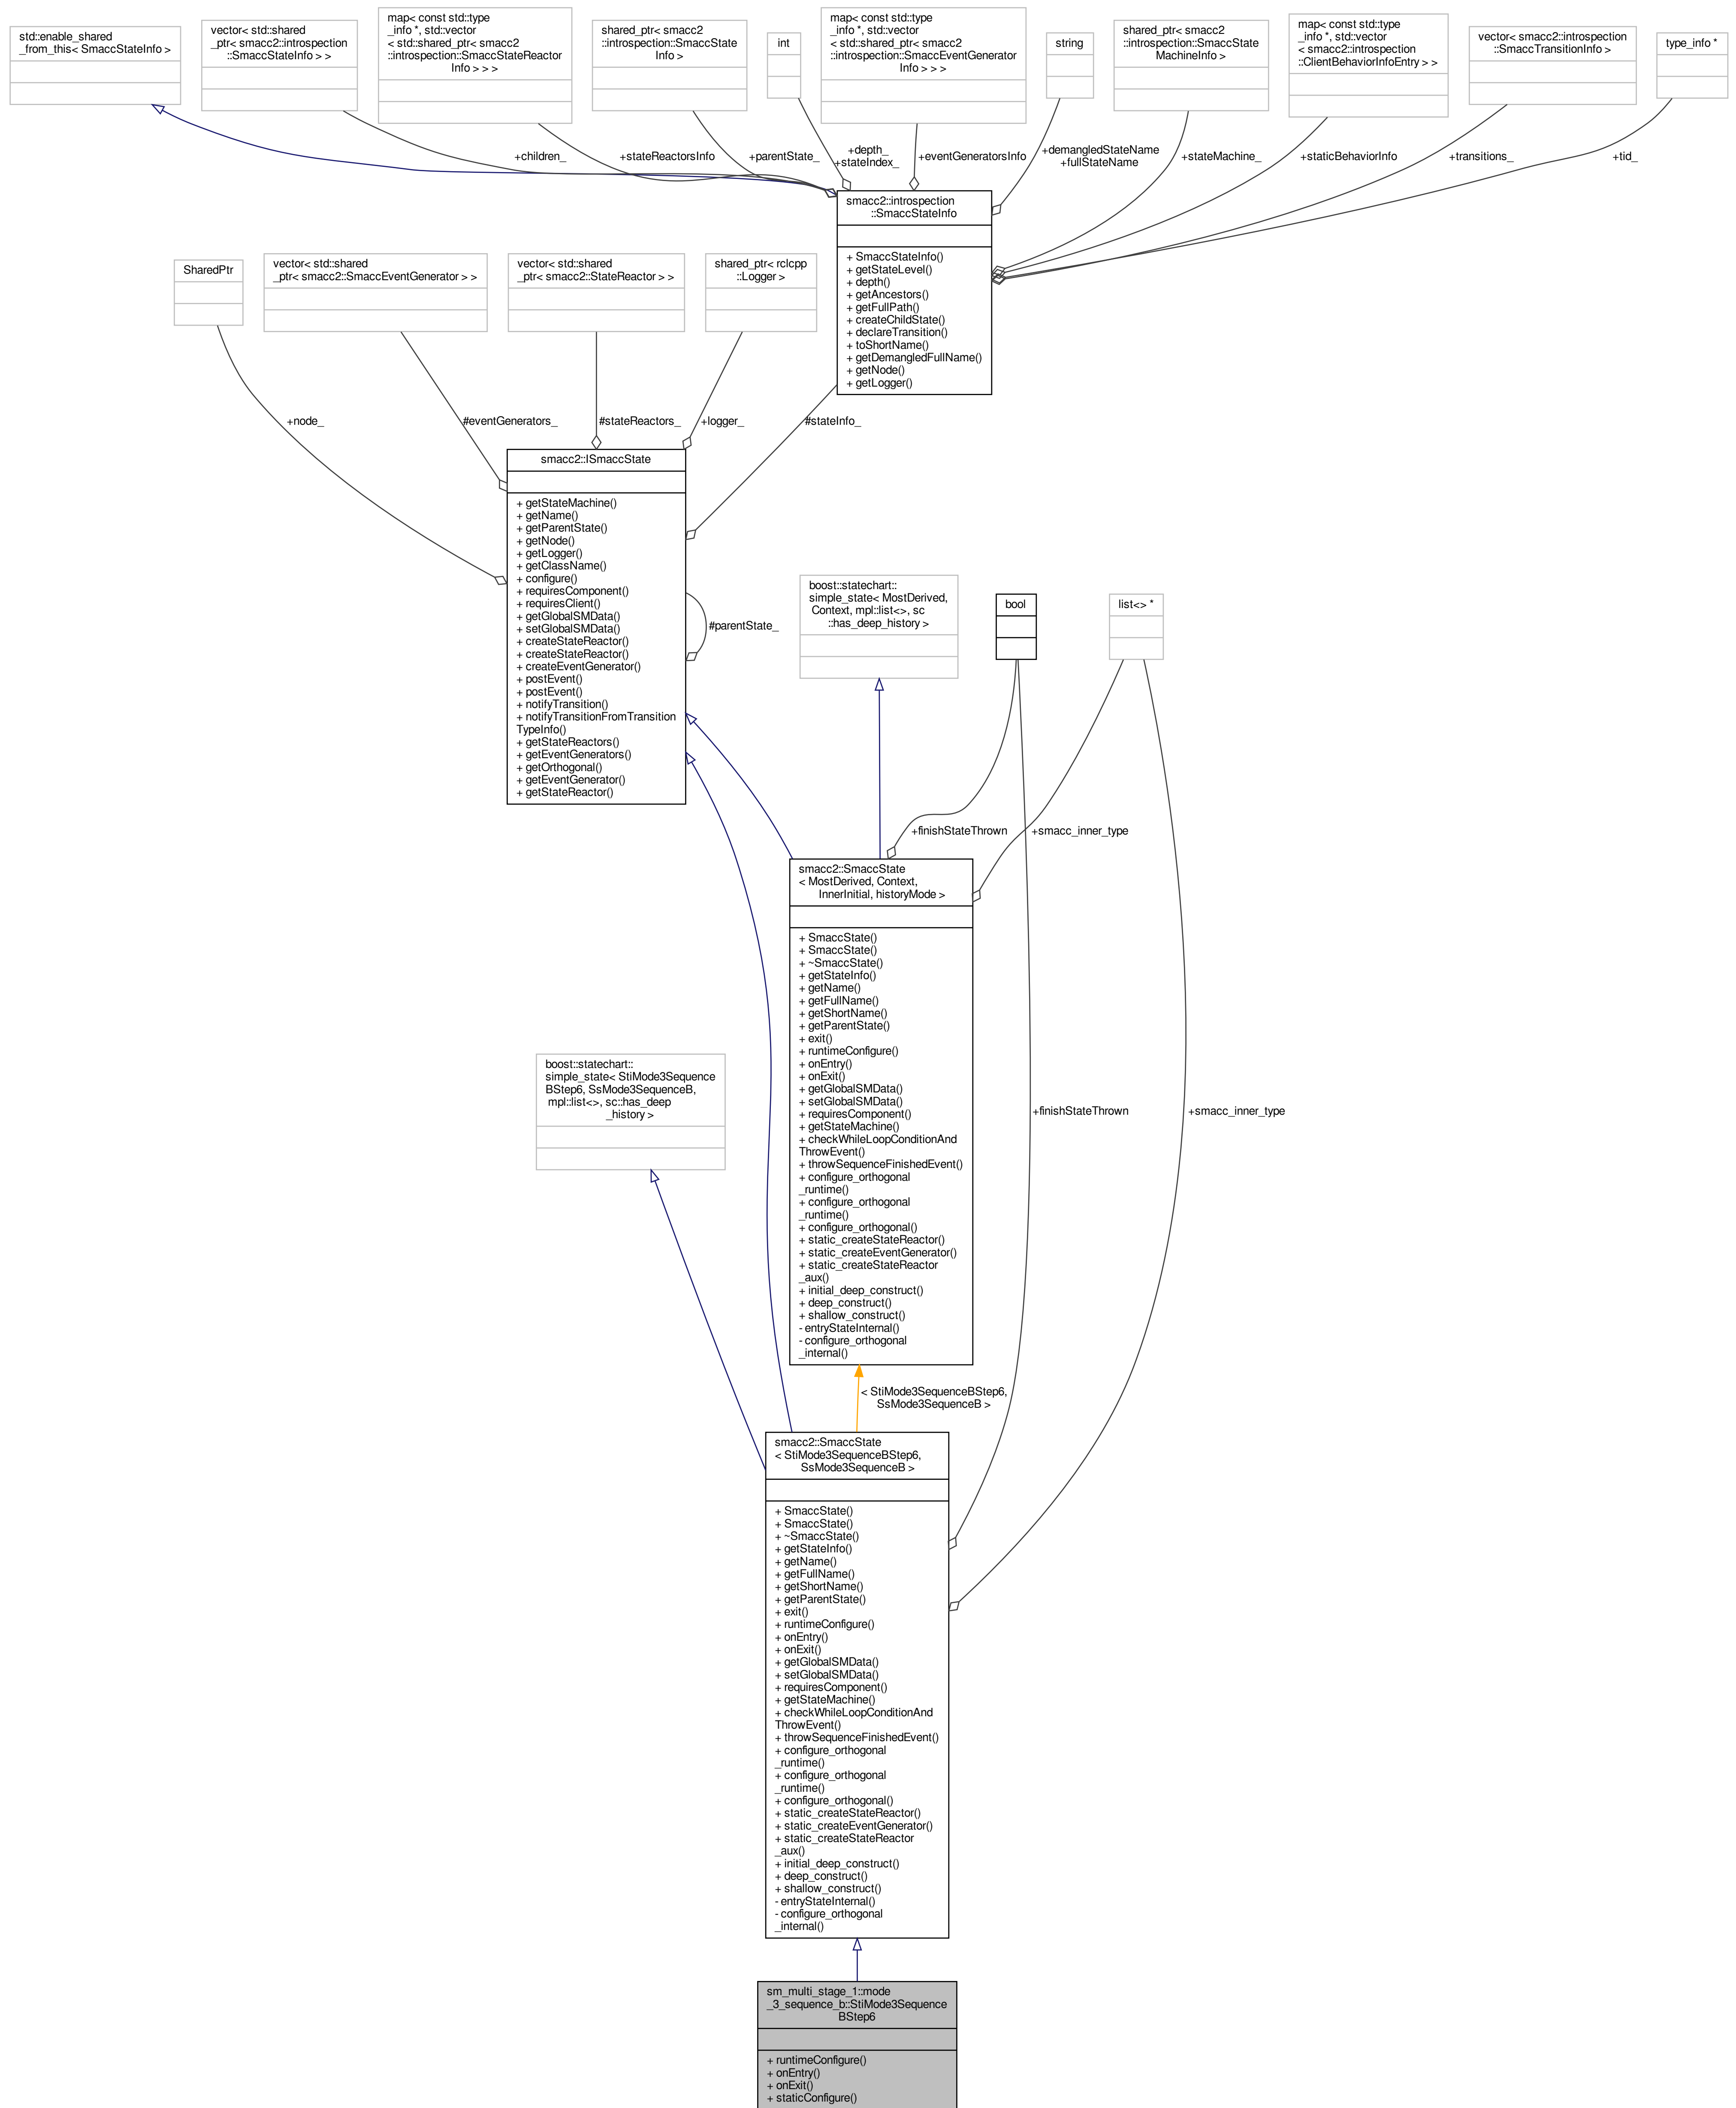 std::enable_shared
_from_this< SmaccStateInfo >
vector< std::shared
_ptr< smacc2::introspection
::SmaccStateInfo > >
map< const std::type
_info *, std::vector
< std::shared_ptr< smacc2
::introspection::SmaccStateReactor
Info > > >
shared_ptr< smacc2
::introspection::SmaccState
Info >
int
map< const std::type
_info *, std::vector
< std::shared_ptr< smacc2
::introspection::SmaccEventGenerator
Info > > >
string
shared_ptr< smacc2
::introspection::SmaccState
MachineInfo >
map< const std::type
_info *, std::vector
< smacc2::introspection
::ClientBehaviorInfoEntry > >
vector< smacc2::introspection
::SmaccTransitionInfo >
type_info *
+children_
+stateReactorsInfo
+parentState_
+depth_
+stateIndex_
+eventGeneratorsInfo
+demangledStateName
+fullStateName
+stateMachine_
+staticBehaviorInfo
+transitions_
+tid_
smacc2::introspection
::SmaccStateInfo
+ SmaccStateInfo()
+ getStateLevel()
+ depth()
+ getAncestors()
+ getFullPath()
+ createChildState()
+ declareTransition()
+ toShortName()
+ getDemangledFullName()
+ getNode()
+ getLogger()
SharedPtr
vector< std::shared
_ptr< smacc2::SmaccEventGenerator > >
vector< std::shared
_ptr< smacc2::StateReactor > >
shared_ptr< rclcpp
::Logger >
+node_
#eventGenerators_
#stateReactors_
+logger_
#stateInfo_
smacc2::ISmaccState
+ getStateMachine()
+ getName()
+ getParentState()
+ getNode()
+ getLogger()
+ getClassName()
+ configure()
+ requiresComponent()
+ requiresClient()
+ getGlobalSMData()
+ setGlobalSMData()
+ createStateReactor()
+ createStateReactor()
+ createEventGenerator()
+ postEvent()
+ postEvent()
+ notifyTransition()
+ notifyTransitionFromTransition
TypeInfo()
+ getStateReactors()
+ getEventGenerators()
+ getOrthogonal()
+ getEventGenerator()
+ getStateReactor()
#parentState_
boost::statechart::
simple_state< MostDerived,
Context, mpl::list<>, sc
::has_deep_history >
bool
list<> *
+finishStateThrown
+smacc_inner_type
smacc2::SmaccState
< MostDerived, Context,
InnerInitial, historyMode >
+ SmaccState()
+ SmaccState()
+ ~SmaccState()
+ getStateInfo()
+ getName()
+ getFullName()
+ getShortName()
+ getParentState()
+ exit()
+ runtimeConfigure()
+ onEntry()
+ onExit()
+ getGlobalSMData()
+ setGlobalSMData()
+ requiresComponent()
+ getStateMachine()
+ checkWhileLoopConditionAnd
ThrowEvent()
+ throwSequenceFinishedEvent()
+ configure_orthogonal
_runtime()
+ configure_orthogonal
_runtime()
+ configure_orthogonal()
+ static_createStateReactor()
+ static_createEventGenerator()
+ static_createStateReactor
_aux()
+ initial_deep_construct()
+ deep_construct()
+ shallow_construct()
- entryStateInternal()
- configure_orthogonal
_internal()
boost::statechart::
simple_state< StiMode3Sequence
BStep6, SsMode3SequenceB,
mpl::list<>, sc::has_deep
_history >
+finishStateThrown
+smacc_inner_type
< StiMode3SequenceBStep6,
SsMode3SequenceB >
smacc2::SmaccState
< StiMode3SequenceBStep6,
SsMode3SequenceB >
+ SmaccState()
+ SmaccState()
+ ~SmaccState()
+ getStateInfo()
+ getName()
+ getFullName()
+ getShortName()
+ getParentState()
+ exit()
+ runtimeConfigure()
+ onEntry()
+ onExit()
+ getGlobalSMData()
+ setGlobalSMData()
+ requiresComponent()
+ getStateMachine()
+ checkWhileLoopConditionAnd
ThrowEvent()
+ throwSequenceFinishedEvent()
+ configure_orthogonal
_runtime()
+ configure_orthogonal
_runtime()
+ configure_orthogonal()
+ static_createStateReactor()
+ static_createEventGenerator()
+ static_createStateReactor
_aux()
+ initial_deep_construct()
+ deep_construct()
+ shallow_construct()
- entryStateInternal()
- configure_orthogonal
_internal()
sm_multi_stage_1::mode
_3_sequence_b::StiMode3Sequence
BStep6
+ runtimeConfigure()
+ onEntry()
+ onExit()
+ staticConfigure()